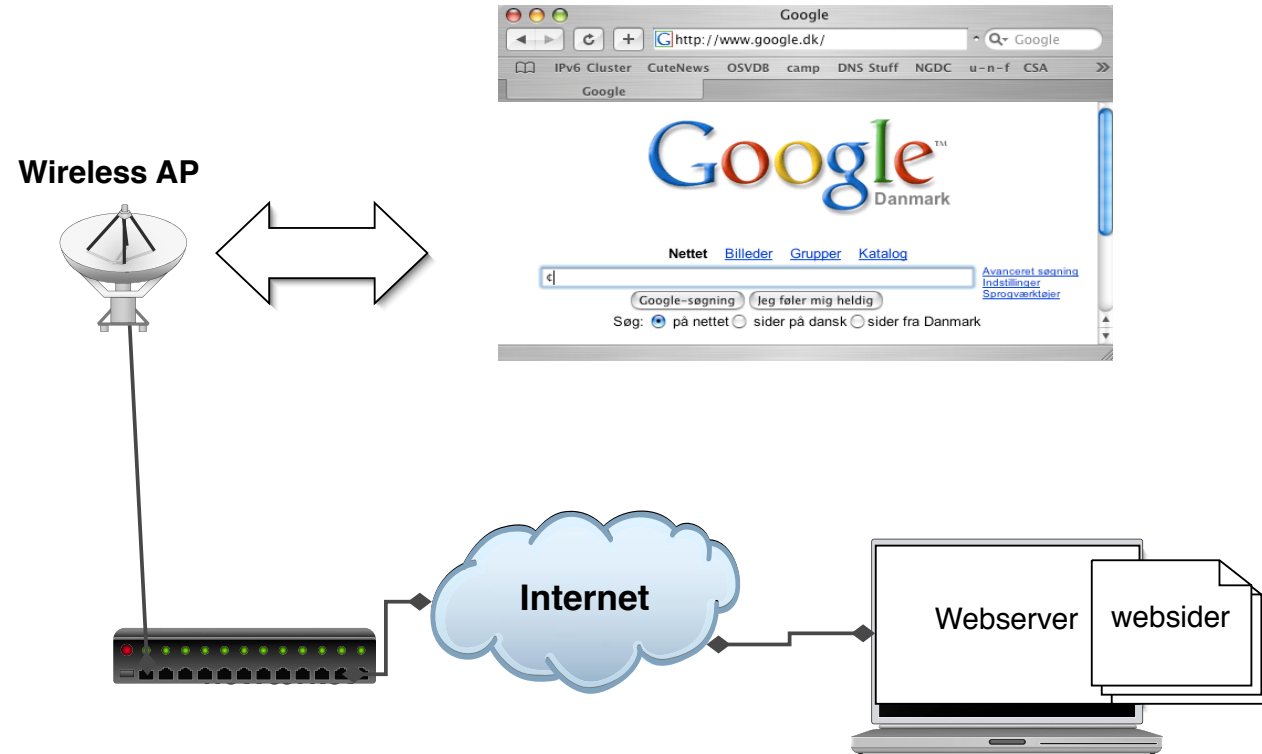 Google
http://www.google.dk/
Google
IPv6 Cluster CuteNews OSVDB camp DNS Stuff NGDC u-n-f CSA »
Google
Google™
Danmark
Wireless AP
Nettet Billeder Grupper Katalog
¢
Avanceret søgning
Indstillinger
Sprogværktøjer
Google-søgning Jeg føler mig heldig
Søg: på nettet sider på dansk sider fra Danmark
Internet
Webserver
websider